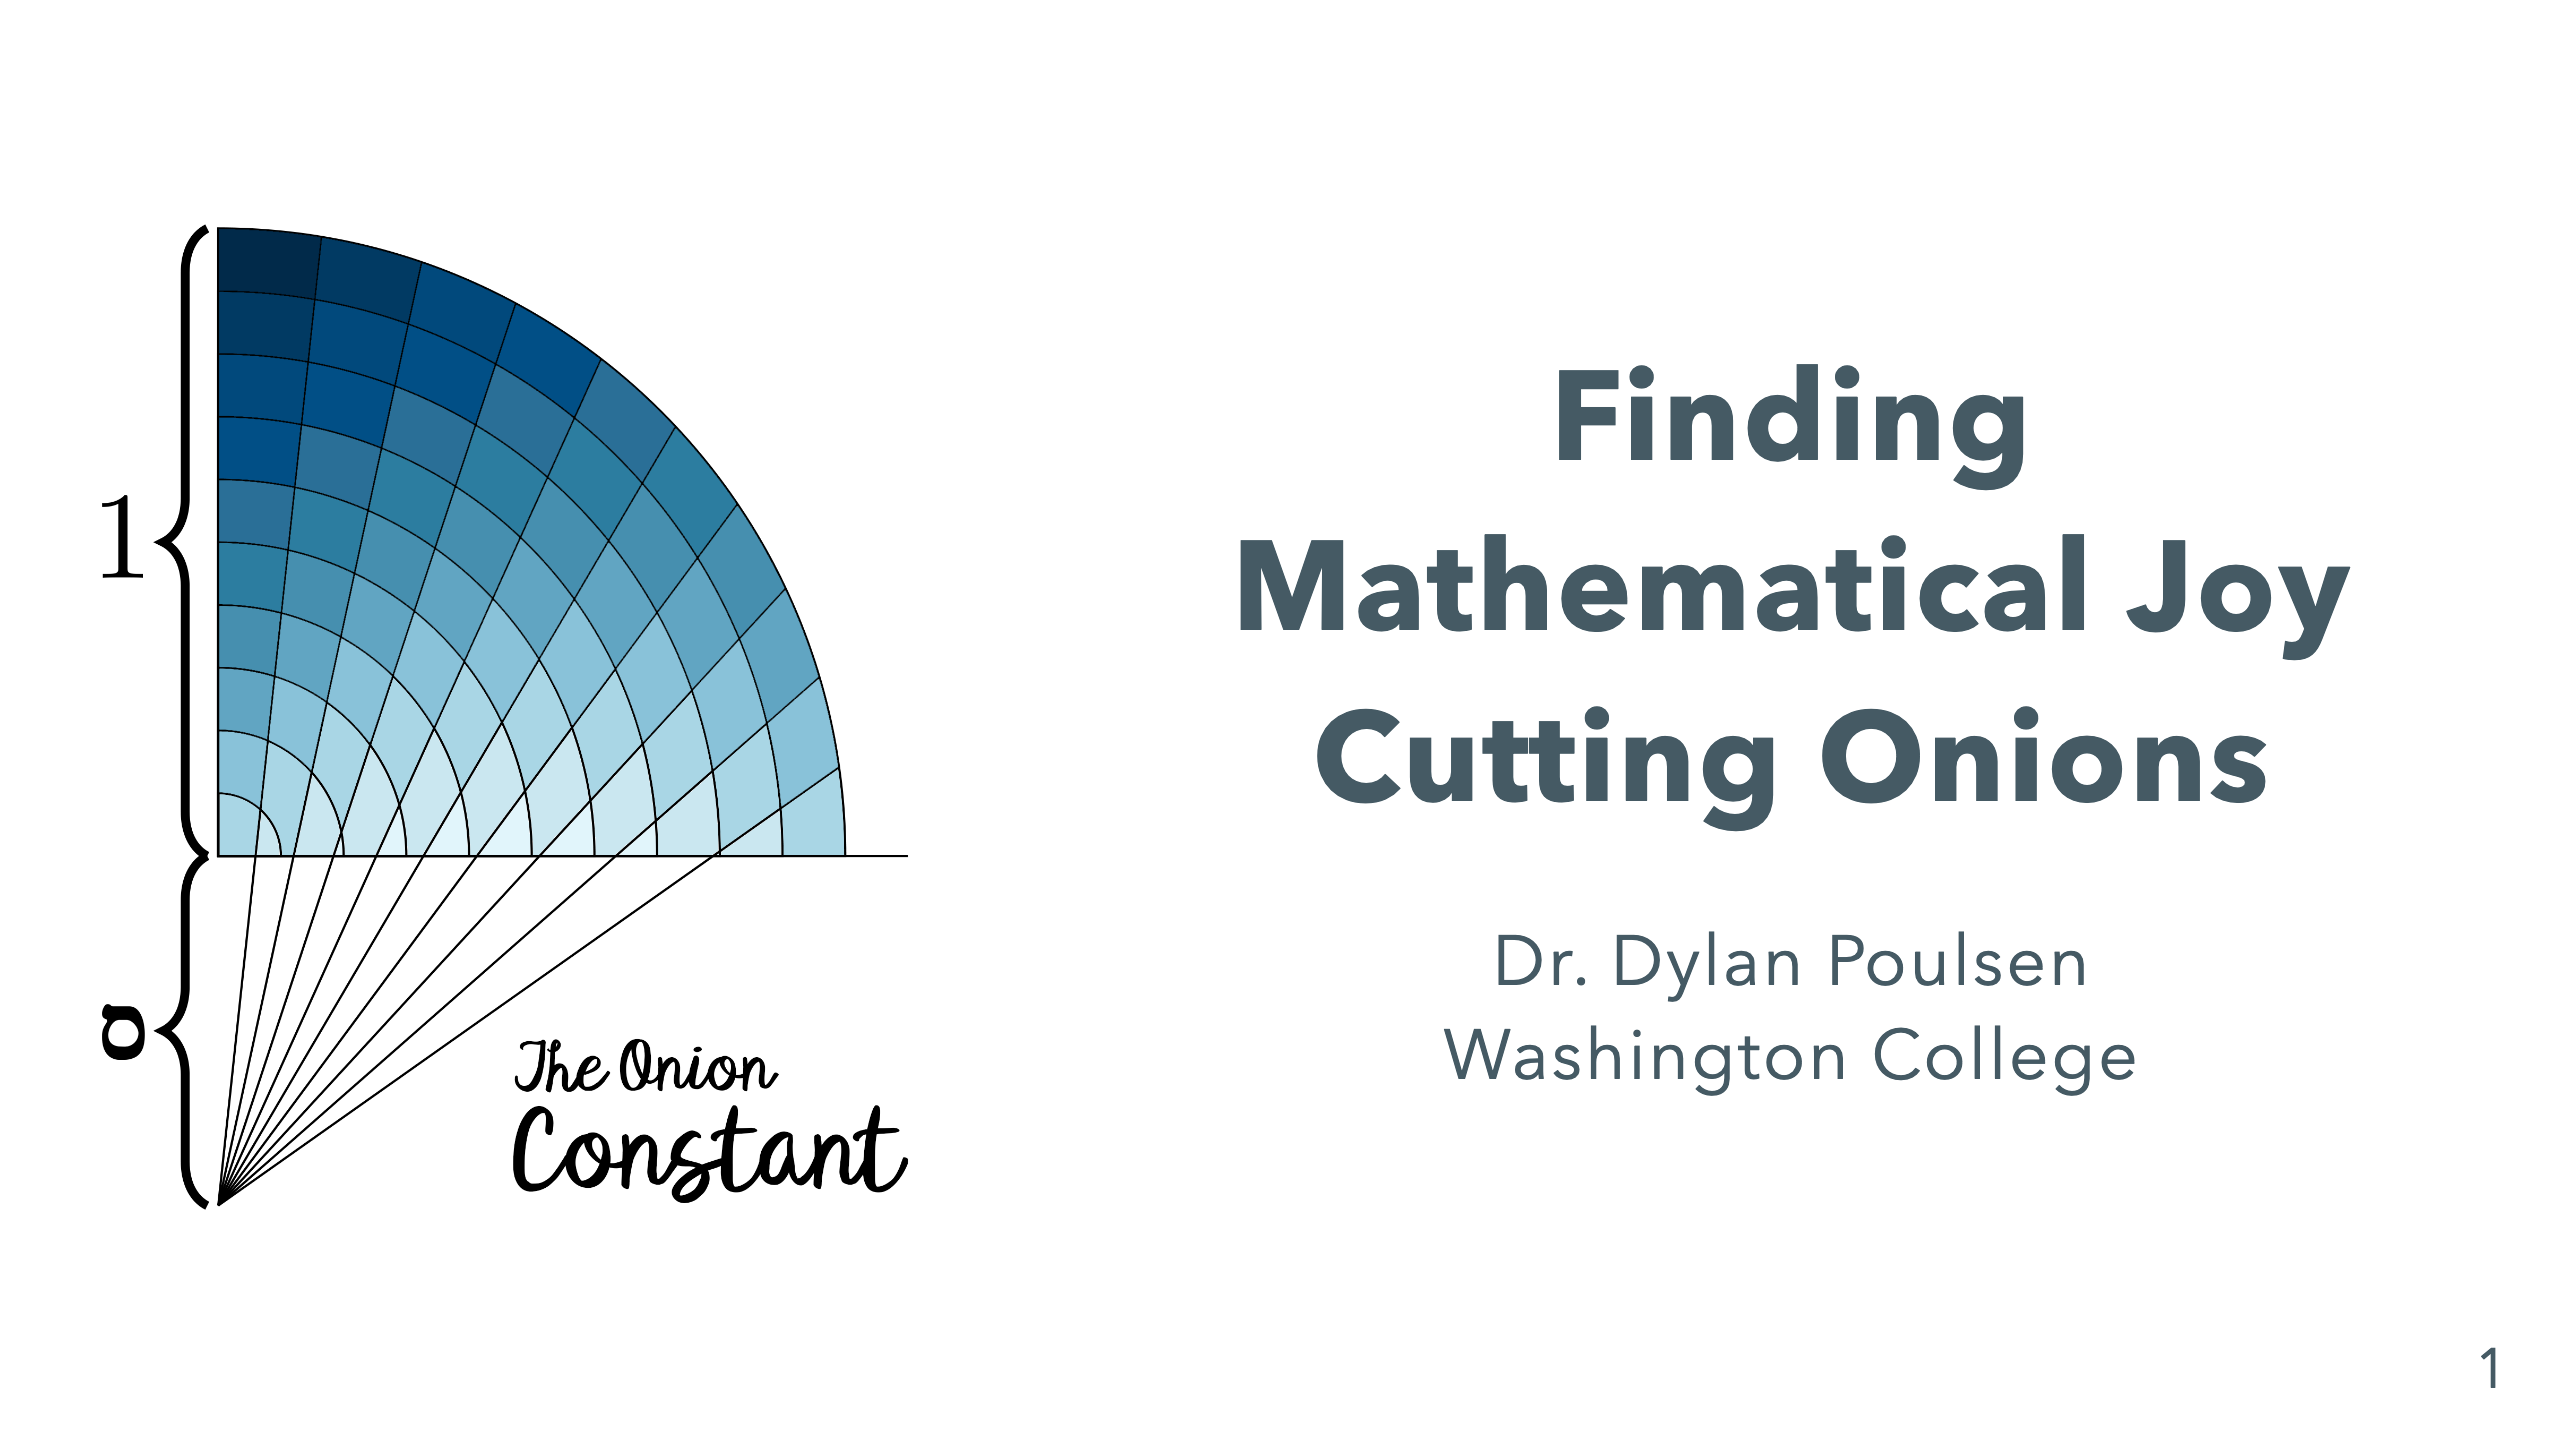 1
The Onion
Constant
Finding
Mathematical Joy
Cutting Onions
Dr. Dylan Poulsen
Washington College
1